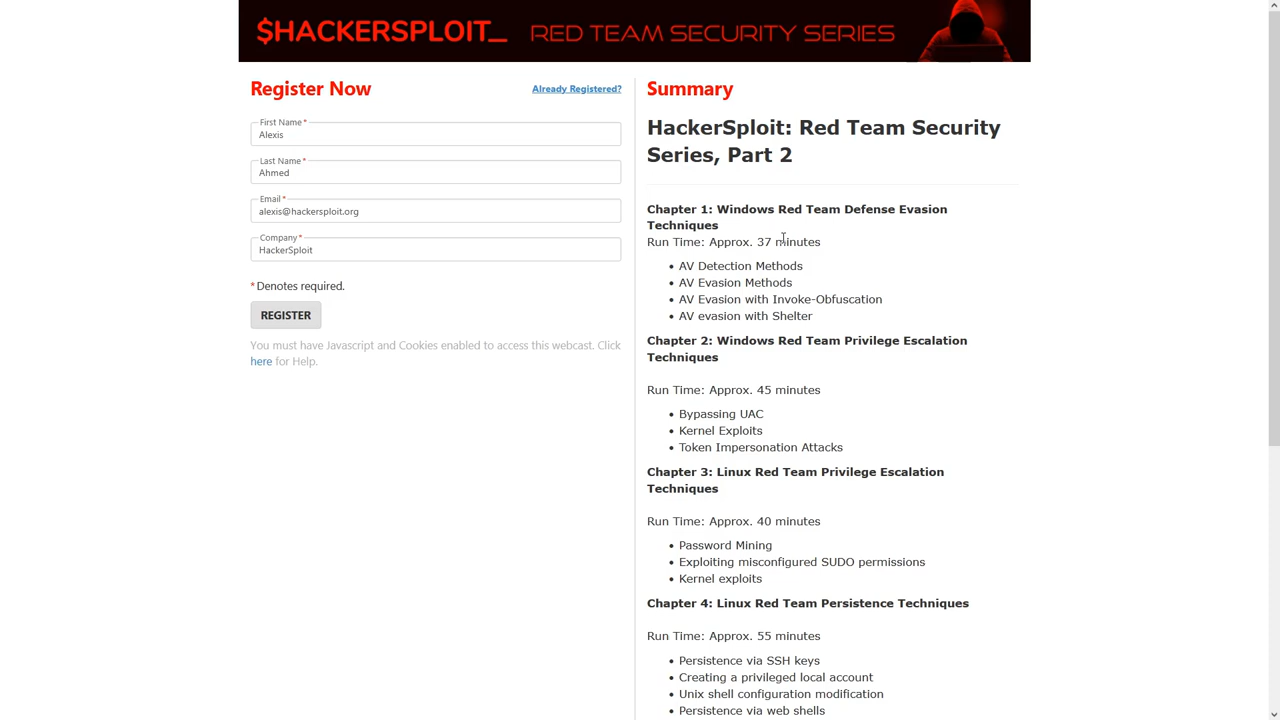 $HACKERSPLOIT_ RED TEAM SECURITY SERIES
Register Now
Already Registered?
First Name*
Alexis
Last Name*
Ahmed
Email*
alexis@hackersploit.org
Company*
HackerSploit
*Denotes required.
REGISTER
You must have Javascript and Cookies enabled to access this webcast. Click
here for Help.
Summary
HackerSploit: Red Team Security
Series, Part 2
Chapter 1: Windows Red Team Defense Evasion
Techniques
Run Time: Approx. 37 minutes
• AV Detection Methods
• AV Evasion Methods
• AV Evasion with Invoke-Obfuscation
• AV evasion with Shelter
Chapter 2: Windows Red Team Privilege Escalation
Techniques
Run Time: Approx. 45 minutes
• Bypassing UAC
• Kernel Exploits
• Token Impersonation Attacks
Chapter 3: Linux Red Team Privilege Escalation
Techniques
Run Time: Approx. 40 minutes
• Password Mining
• Exploiting misconfigured SUDO permissions
• Kernel exploits
Chapter 4: Linux Red Team Persistence Techniques
Run Time: Approx. 55 minutes
• Persistence via SSH keys
• Creating a privileged local account
• Unix shell configuration modification
• Persistence via web shells